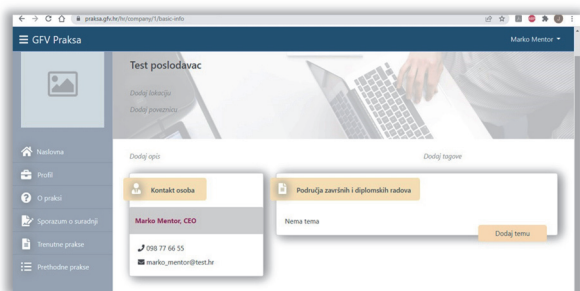 praksa.gfv.hr/hr/company/1/basic-info
GFV Praksa
Marko Mentor
Test poslodavac
Dodaj lokaciju
Dodaj poveznicu
Naslovna
Profil
O praksi
Sporazum o suradnji
Trenutne prakse
Prethodne prakse
Dodaj opis
Dodaj tagove
Kontakt osoba
Marko Mentor, CEO
098 77 66 55
marko_mentor@test.hr
Područja završnih i diplomskih radova
Nema tema
Dodaj temu